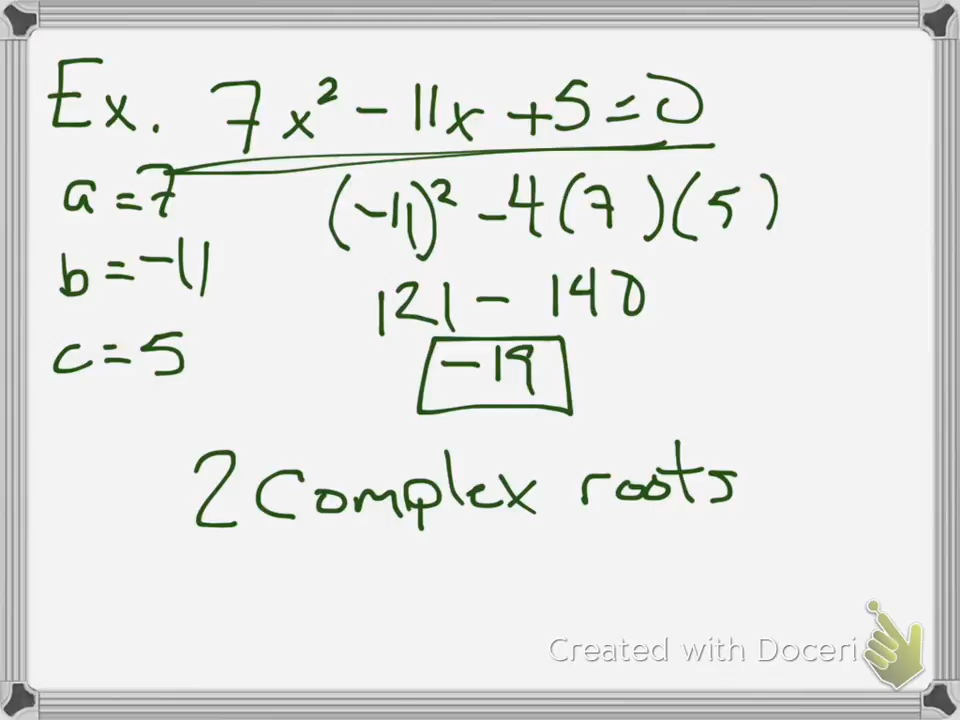 Ex. 7x² - 11x + 5 = 0
a = 7
b = -11
c = 5
(-11)² - 4(7)(5)
121 - 140
-19
2 Complex roots
Created with Doceri